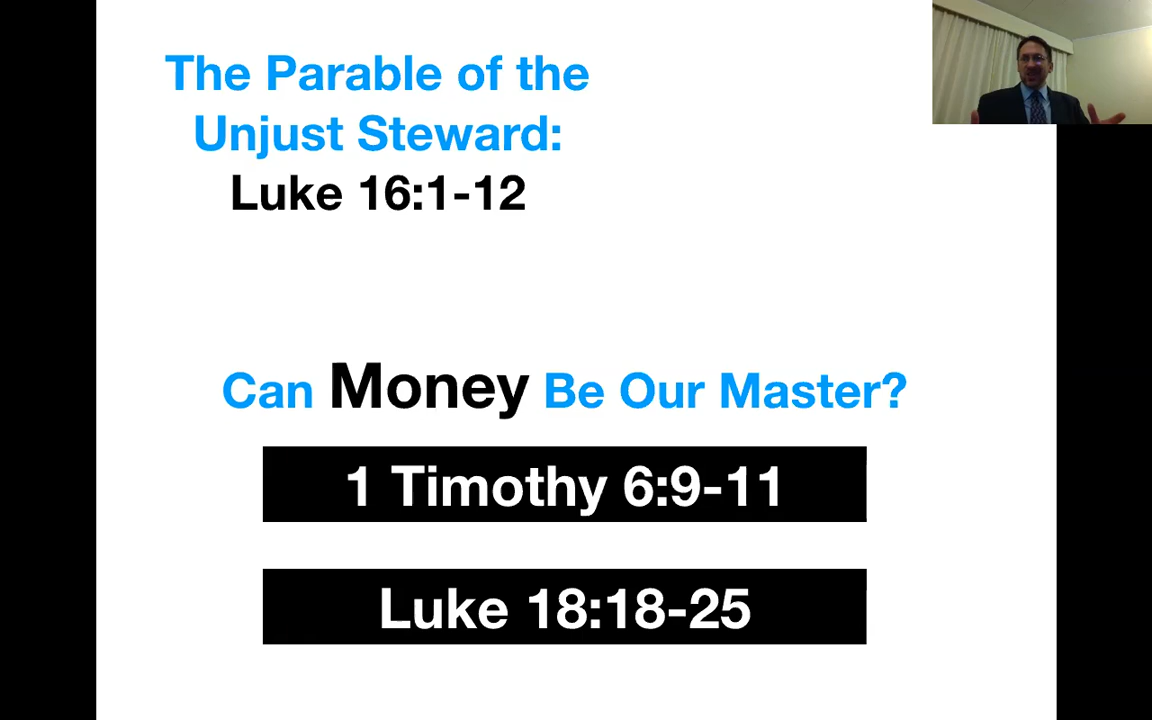 The Parable of the
Unjust Steward:
Luke 16:1-12
Can Money Be Our Master?
1 Timothy 6:9-11
Luke 18:18-25